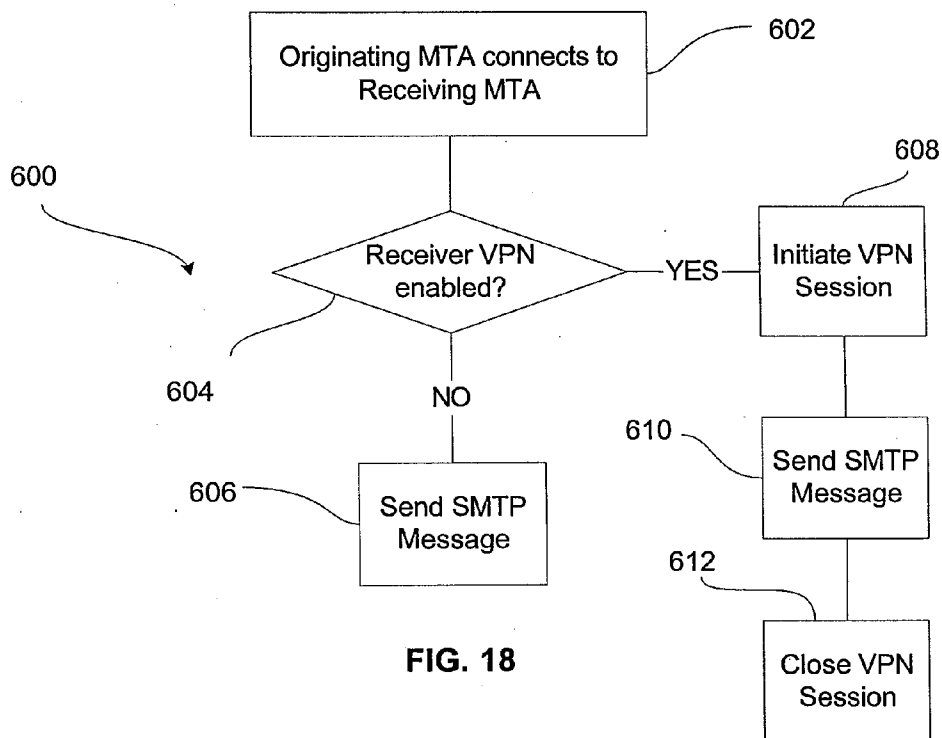 602
Originating MTA connects to
Receiving MTA
600
608
Receiver VPN
enabled?
YES
Initiate VPN
Session
604
NO
610
Send SMTP
Message
606
Send SMTP
Message
612
Close VPN
Session
FIG. 18